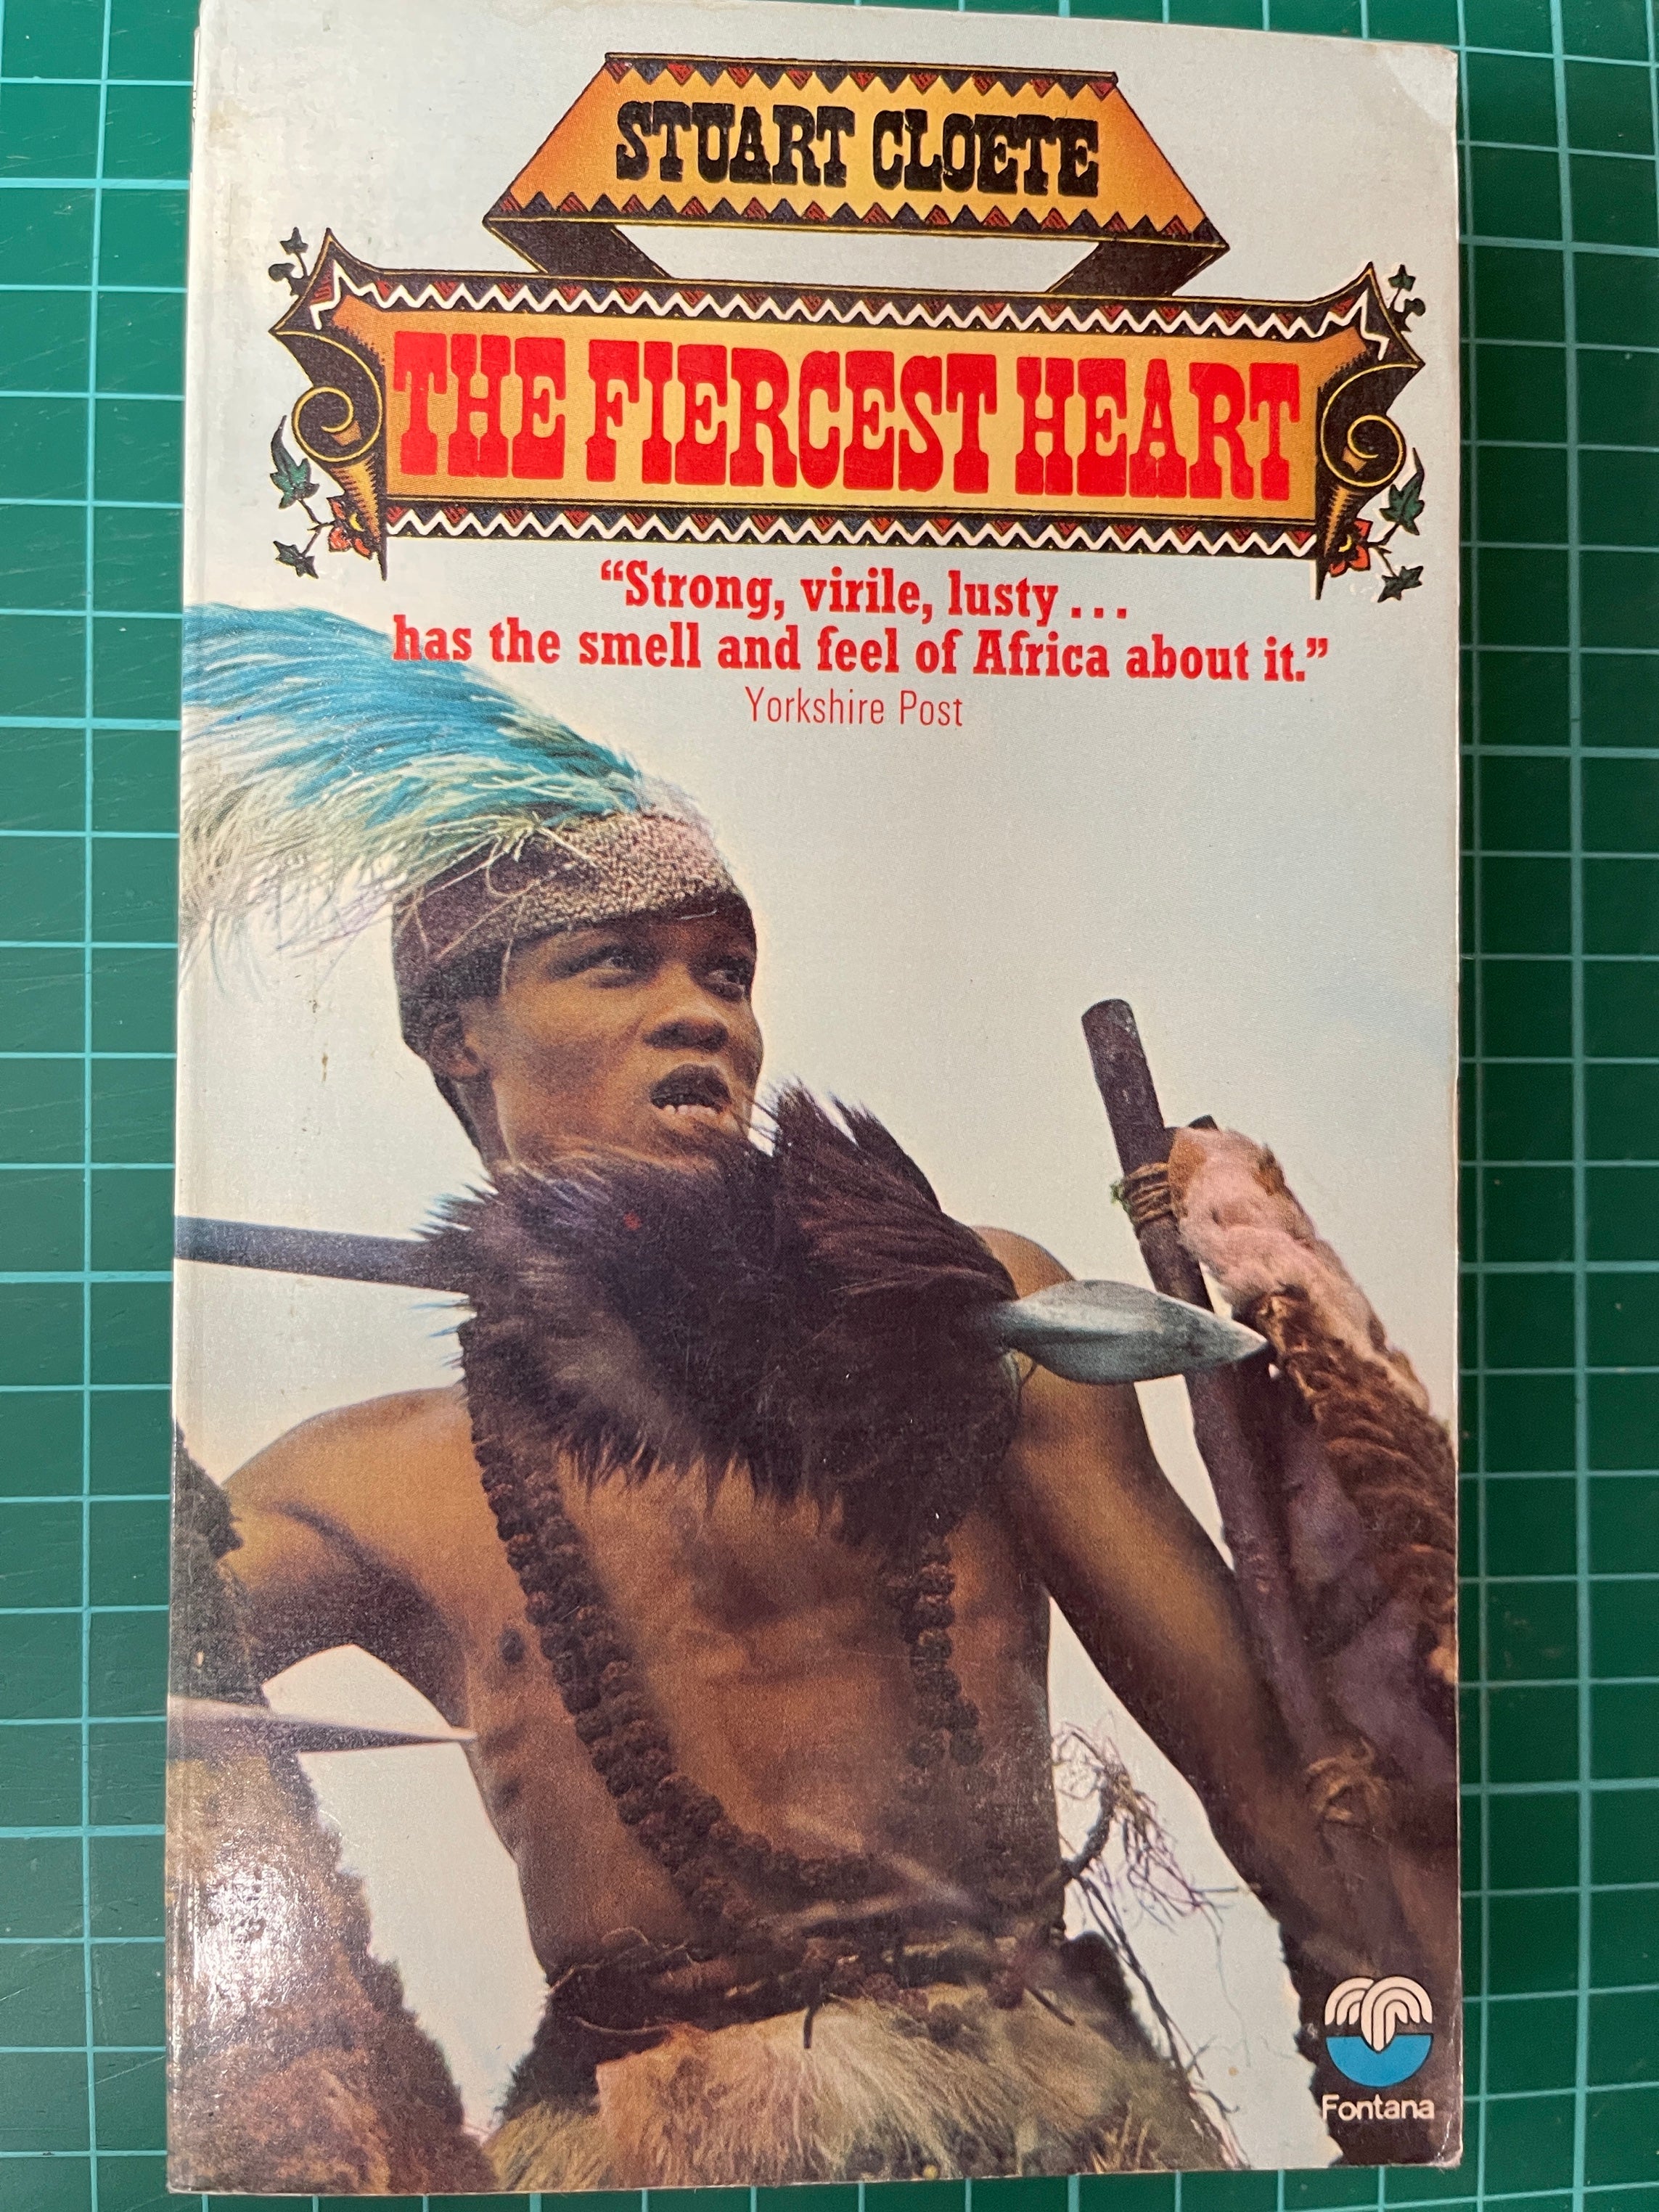 STUART CLOETE
THE FIERCEST HEART
“Strong, virile, lusty...
has the smell and feel of Africa about it.”
Yorkshire Post
Fontana